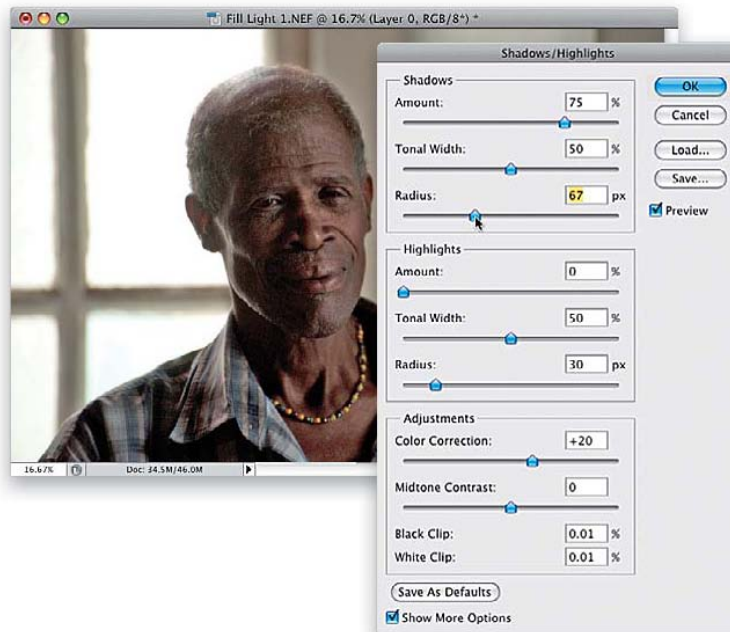 Fill Light 1.NEF @ 16.7% (Layer 0, RGB/8*) *
16.67% Doc: 34.5M/46.0M
Shadows/Highlights
Shadows
Amount: 75 %
Tonal Width: 50 %
Radius: 67 px
Highlights
Amount: 0 %
Tonal Width: 50 %
Radius: 30 px
Adjustments
Color Correction: +20
Midtone Contrast: 0
Black Clip: 0.01 %
White Clip: 0.01 %
Save As Defaults
Show More Options
OK
Cancel
Load...
Save...
Preview